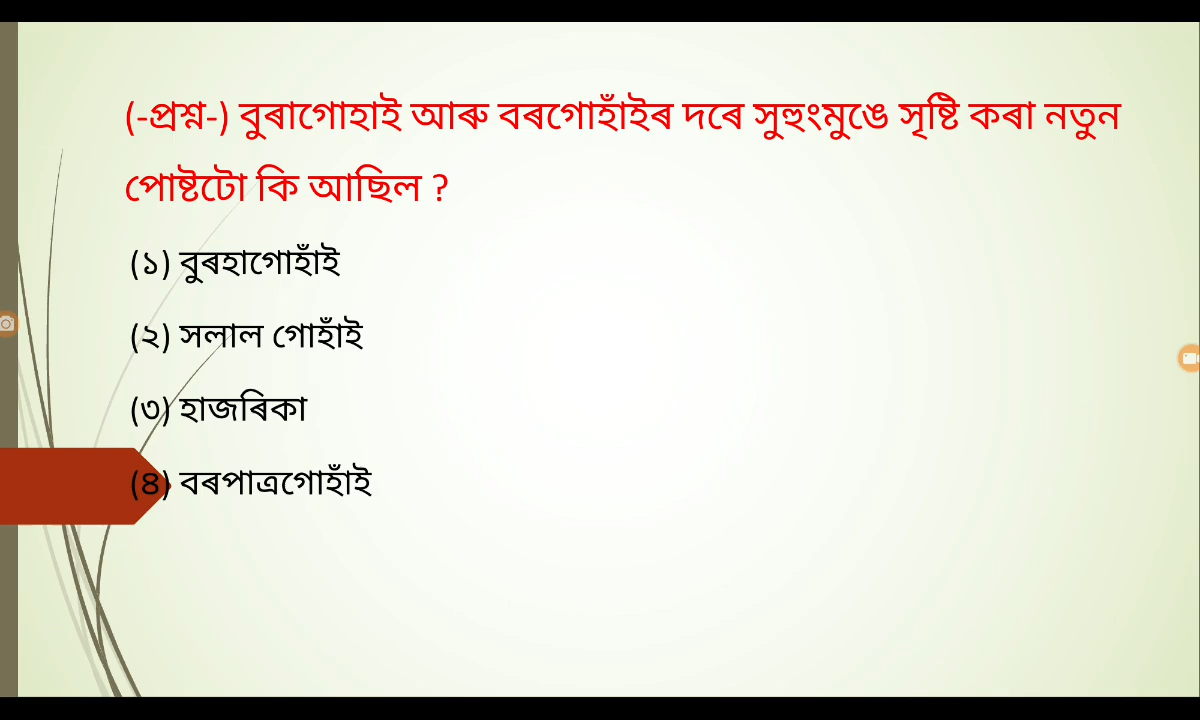 (-প্ৰশ্ন-) বুৰাগোহাই আৰু বৰগোহাঁইৰ দৰে সুহুংমুঙে সৃষ্টি কৰা নতুন
পোষ্টটো কি আছিল ?
(১) বুৰহাগোহাঁই
(২) সলাল গোহাঁই
(৩) হাজৰিকা
(৪) বৰপাত্ৰগোহাঁই